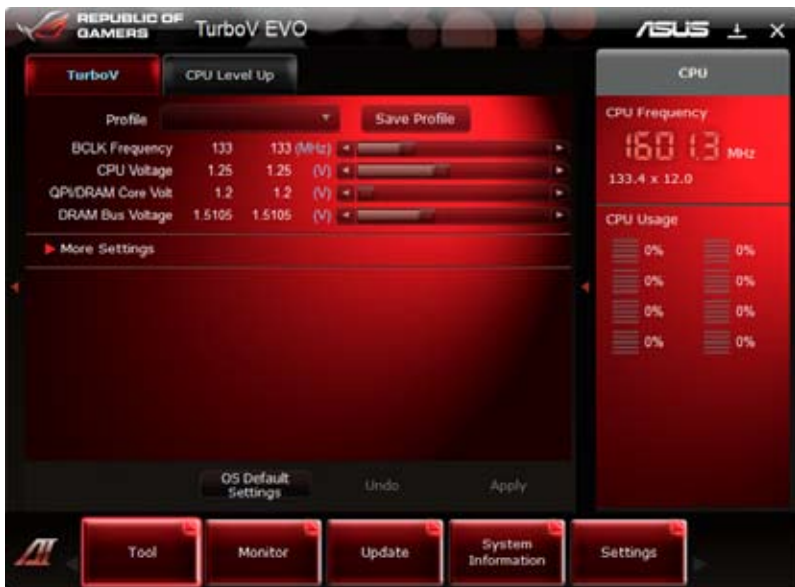 REPUBLIC OF
GAMERS
TurboV EVO
ASUS
TurboV
CPU Level Up
Profile
Save Profile
BCLK Frequency 133 133 (MHz)
CPU Voltage 1.25 1.25 (V)
QPI/DRAM Core Volt 1.2 1.2 (V)
DRAM Bus Voltage 1.5105 1.5105 (V)
More Settings
OS Default
Settings
Undo
Apply
CPU
CPU Frequency
1601.3 MHz
133.4 x 12.0
CPU Usage
0% 0%
0% 0%
0% 0%
0% 0%
Tool
Monitor
Update
System
Information
Settings